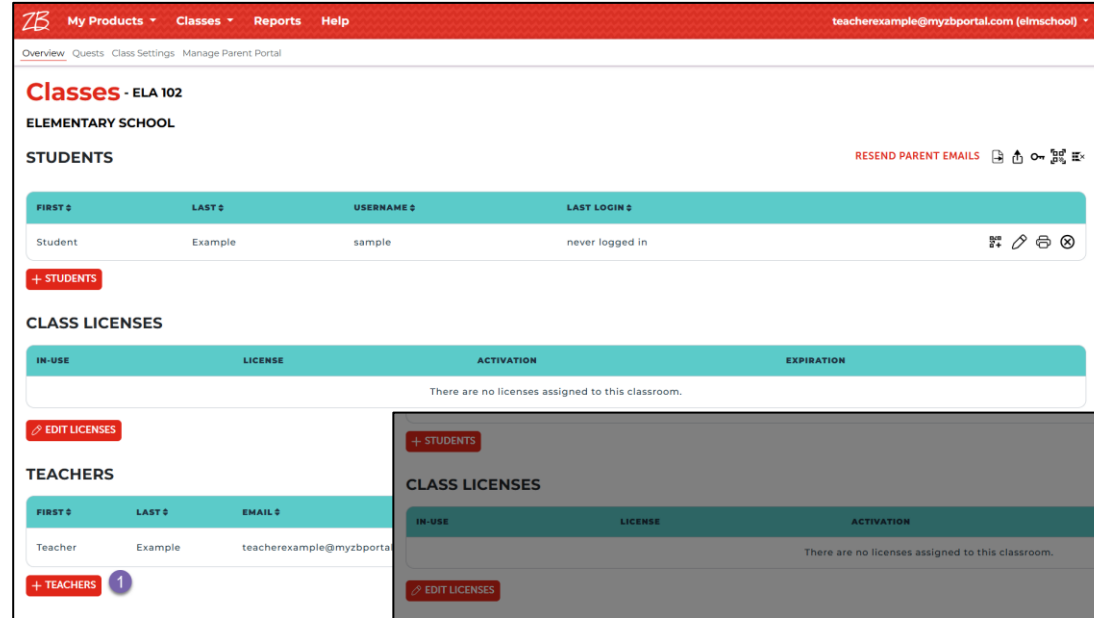 ZB My Products Classes Reports Help teacherexample@myzbportal.com (elmschool)
Overview Quests Class Settings Manage Parent Portal
Classes - ELA 102
ELEMENTARY SCHOOL
STUDENTS RESEND PARENT EMAILS
FIRST LAST USERNAME LAST LOGIN
Student Example sample never logged in
+ STUDENTS
CLASS LICENSES
IN-USE LICENSE ACTIVATION EXPIRATION
There are no licenses assigned to this classroom.
EDIT LICENSES
TEACHERS
FIRST LAST EMAIL
Teacher Example teacherexample@myzbportal
+ TEACHERS 1
+ STUDENTS
CLASS LICENSES
IN-USE LICENSE ACTIVATION
There are no licenses assigned to this classroom.
EDIT LICENSES